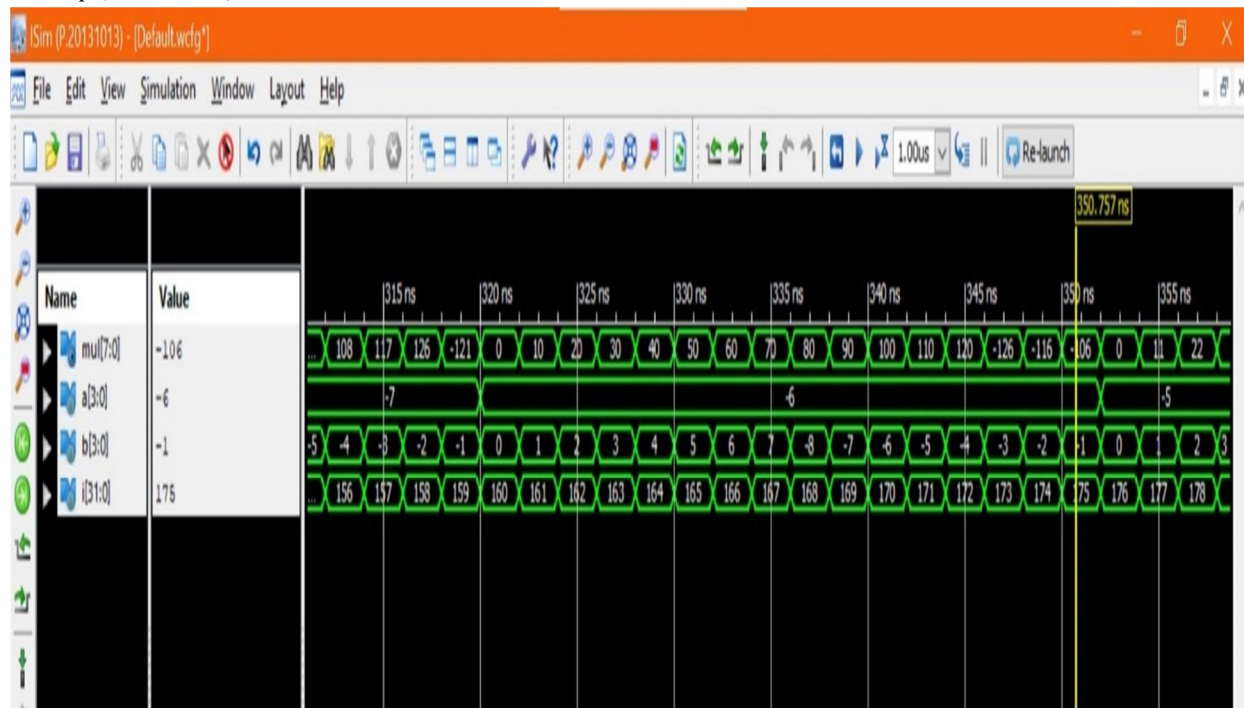 ISim (P.20131013) - [Default.wcfg*]
File Edit View Simulation Window Layout Help
1.00us Re-launch
350.757 ns
Name Value 315 ns 320 ns 325 ns 330 ns 335 ns 340 ns 345 ns 350 ns 355 ns
mul[7:0] -106 ... 108 117 126 -121 0 10 20 30 40 50 60 70 80 90 100 110 120 -126 -116 -106 0 11 22
a[3:0] -6 -7 -6 -5
b[3:0] -1 -5 -4 -3 -2 -1 0 1 2 3 4 5 6 7 -8 -7 -6 -5 -4 -3 -2 -1 0 1 2 3
i[31:0] 175 ... 156 157 158 159 160 161 162 163 164 165 166 167 168 169 170 171 172 173 174 175 176 177 178